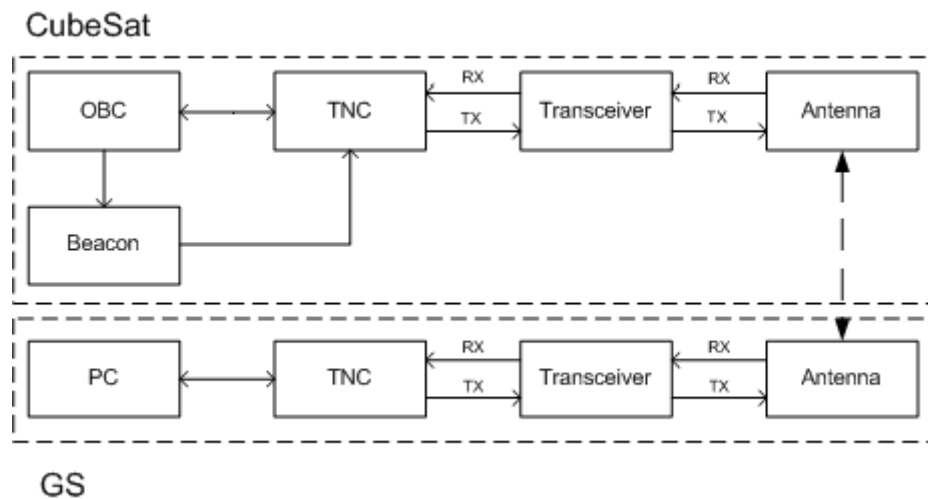 CubeSat
RX RX
OBC TNC Transceiver Antenna
TX TX
Beacon
RX RX
PC TNC Transceiver Antenna
TX TX
GS